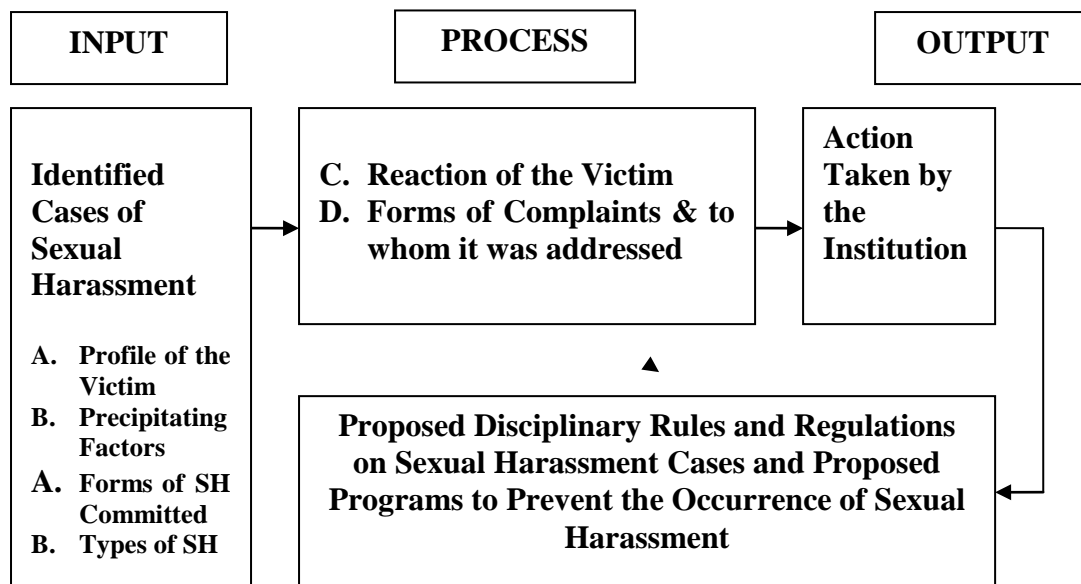 INPUT
PROCESS
OUTPUT
Identified
Cases of
Sexual
Harassment
A. Profile of the
Victim
B. Precipitating
Factors
A. Forms of SH
Committed
B. Types of SH
C. Reaction of the Victim
D. Forms of Complaints & to
whom it was addressed
Action
Taken by
the
Institution
Proposed Disciplinary Rules and Regulations
on Sexual Harassment Cases and Proposed
Programs to Prevent the Occurrence of Sexual
Harassment